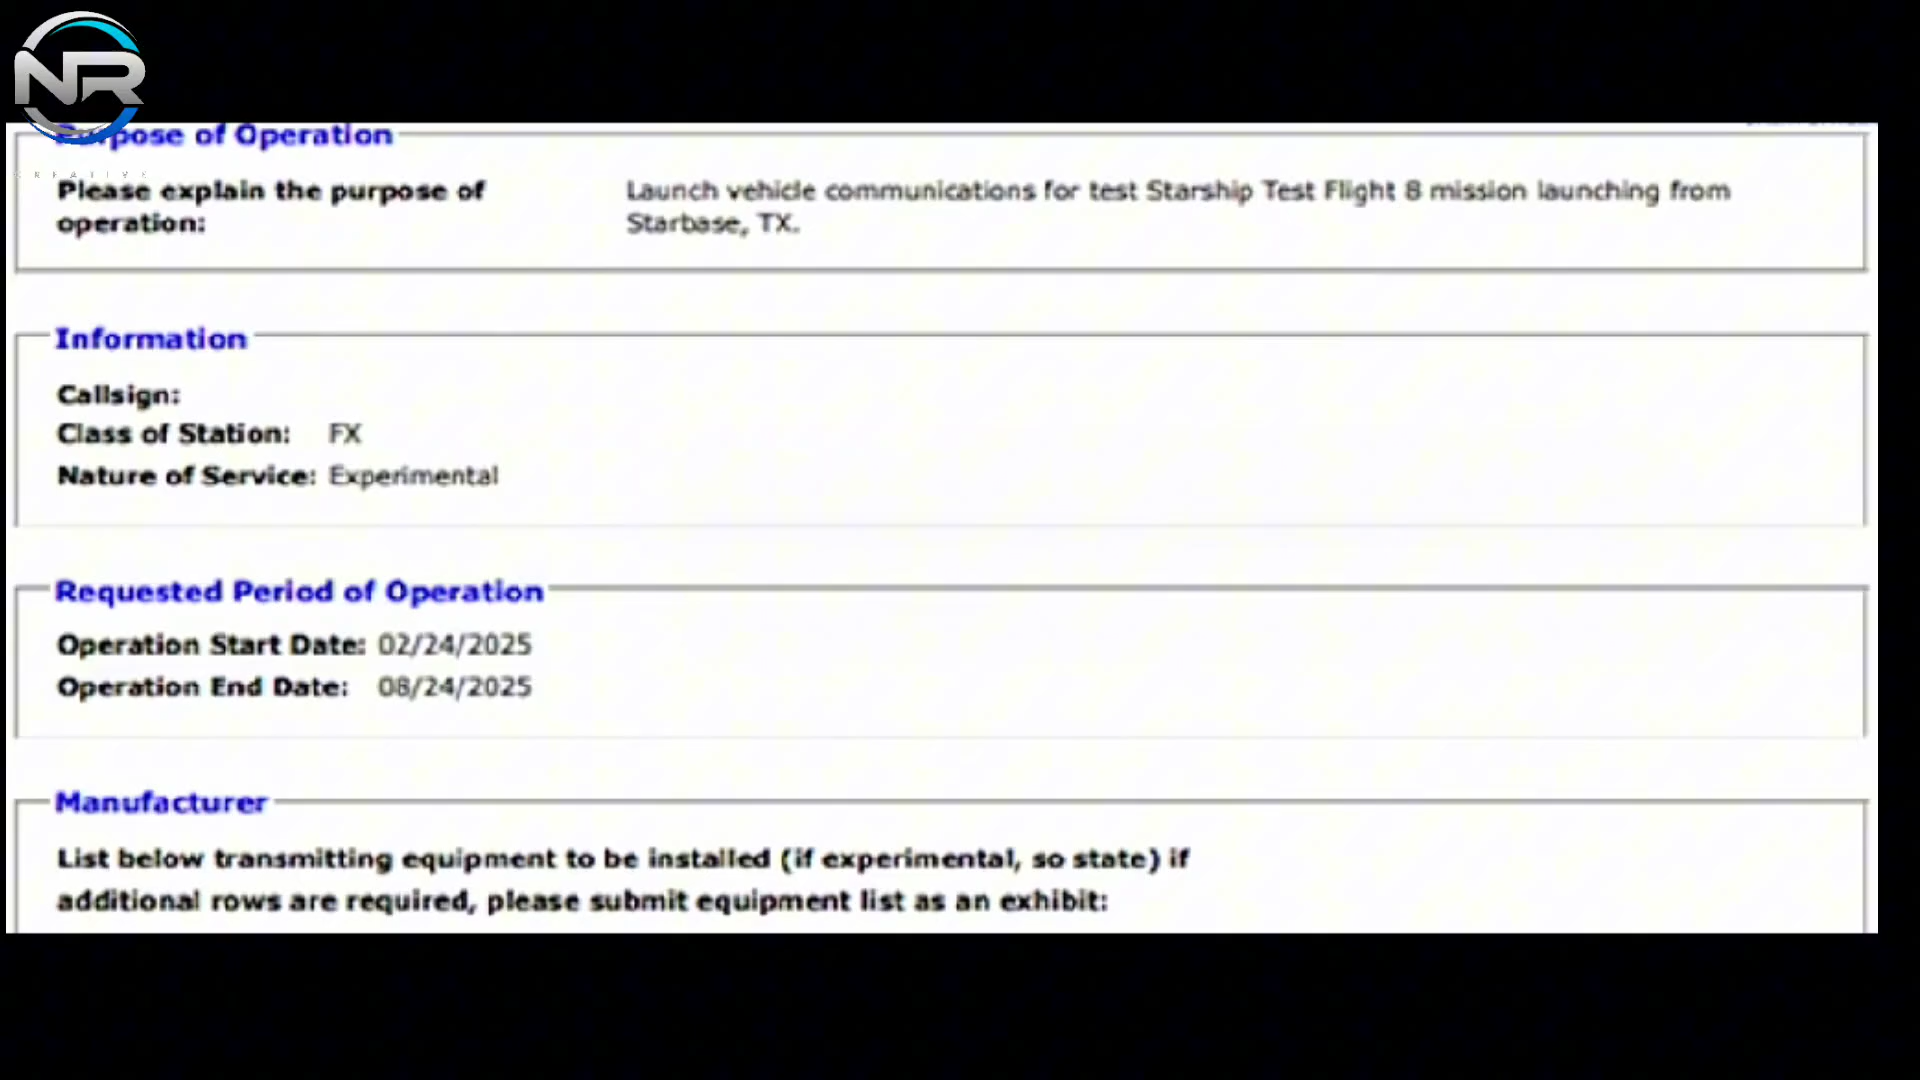 NR
CREATIVE
Purpose of Operation
Please explain the purpose of operation: Launch vehicle communications for test Starship Test Flight 8 mission launching from
Starbase, TX.
Information
Callsign:
Class of Station: FX
Nature of Service: Experimental
Requested Period of Operation
Operation Start Date: 02/24/2025
Operation End Date: 08/24/2025
Manufacturer
List below transmitting equipment to be installed (if experimental, so state) if
additional rows are required, please submit equipment list as an exhibit: